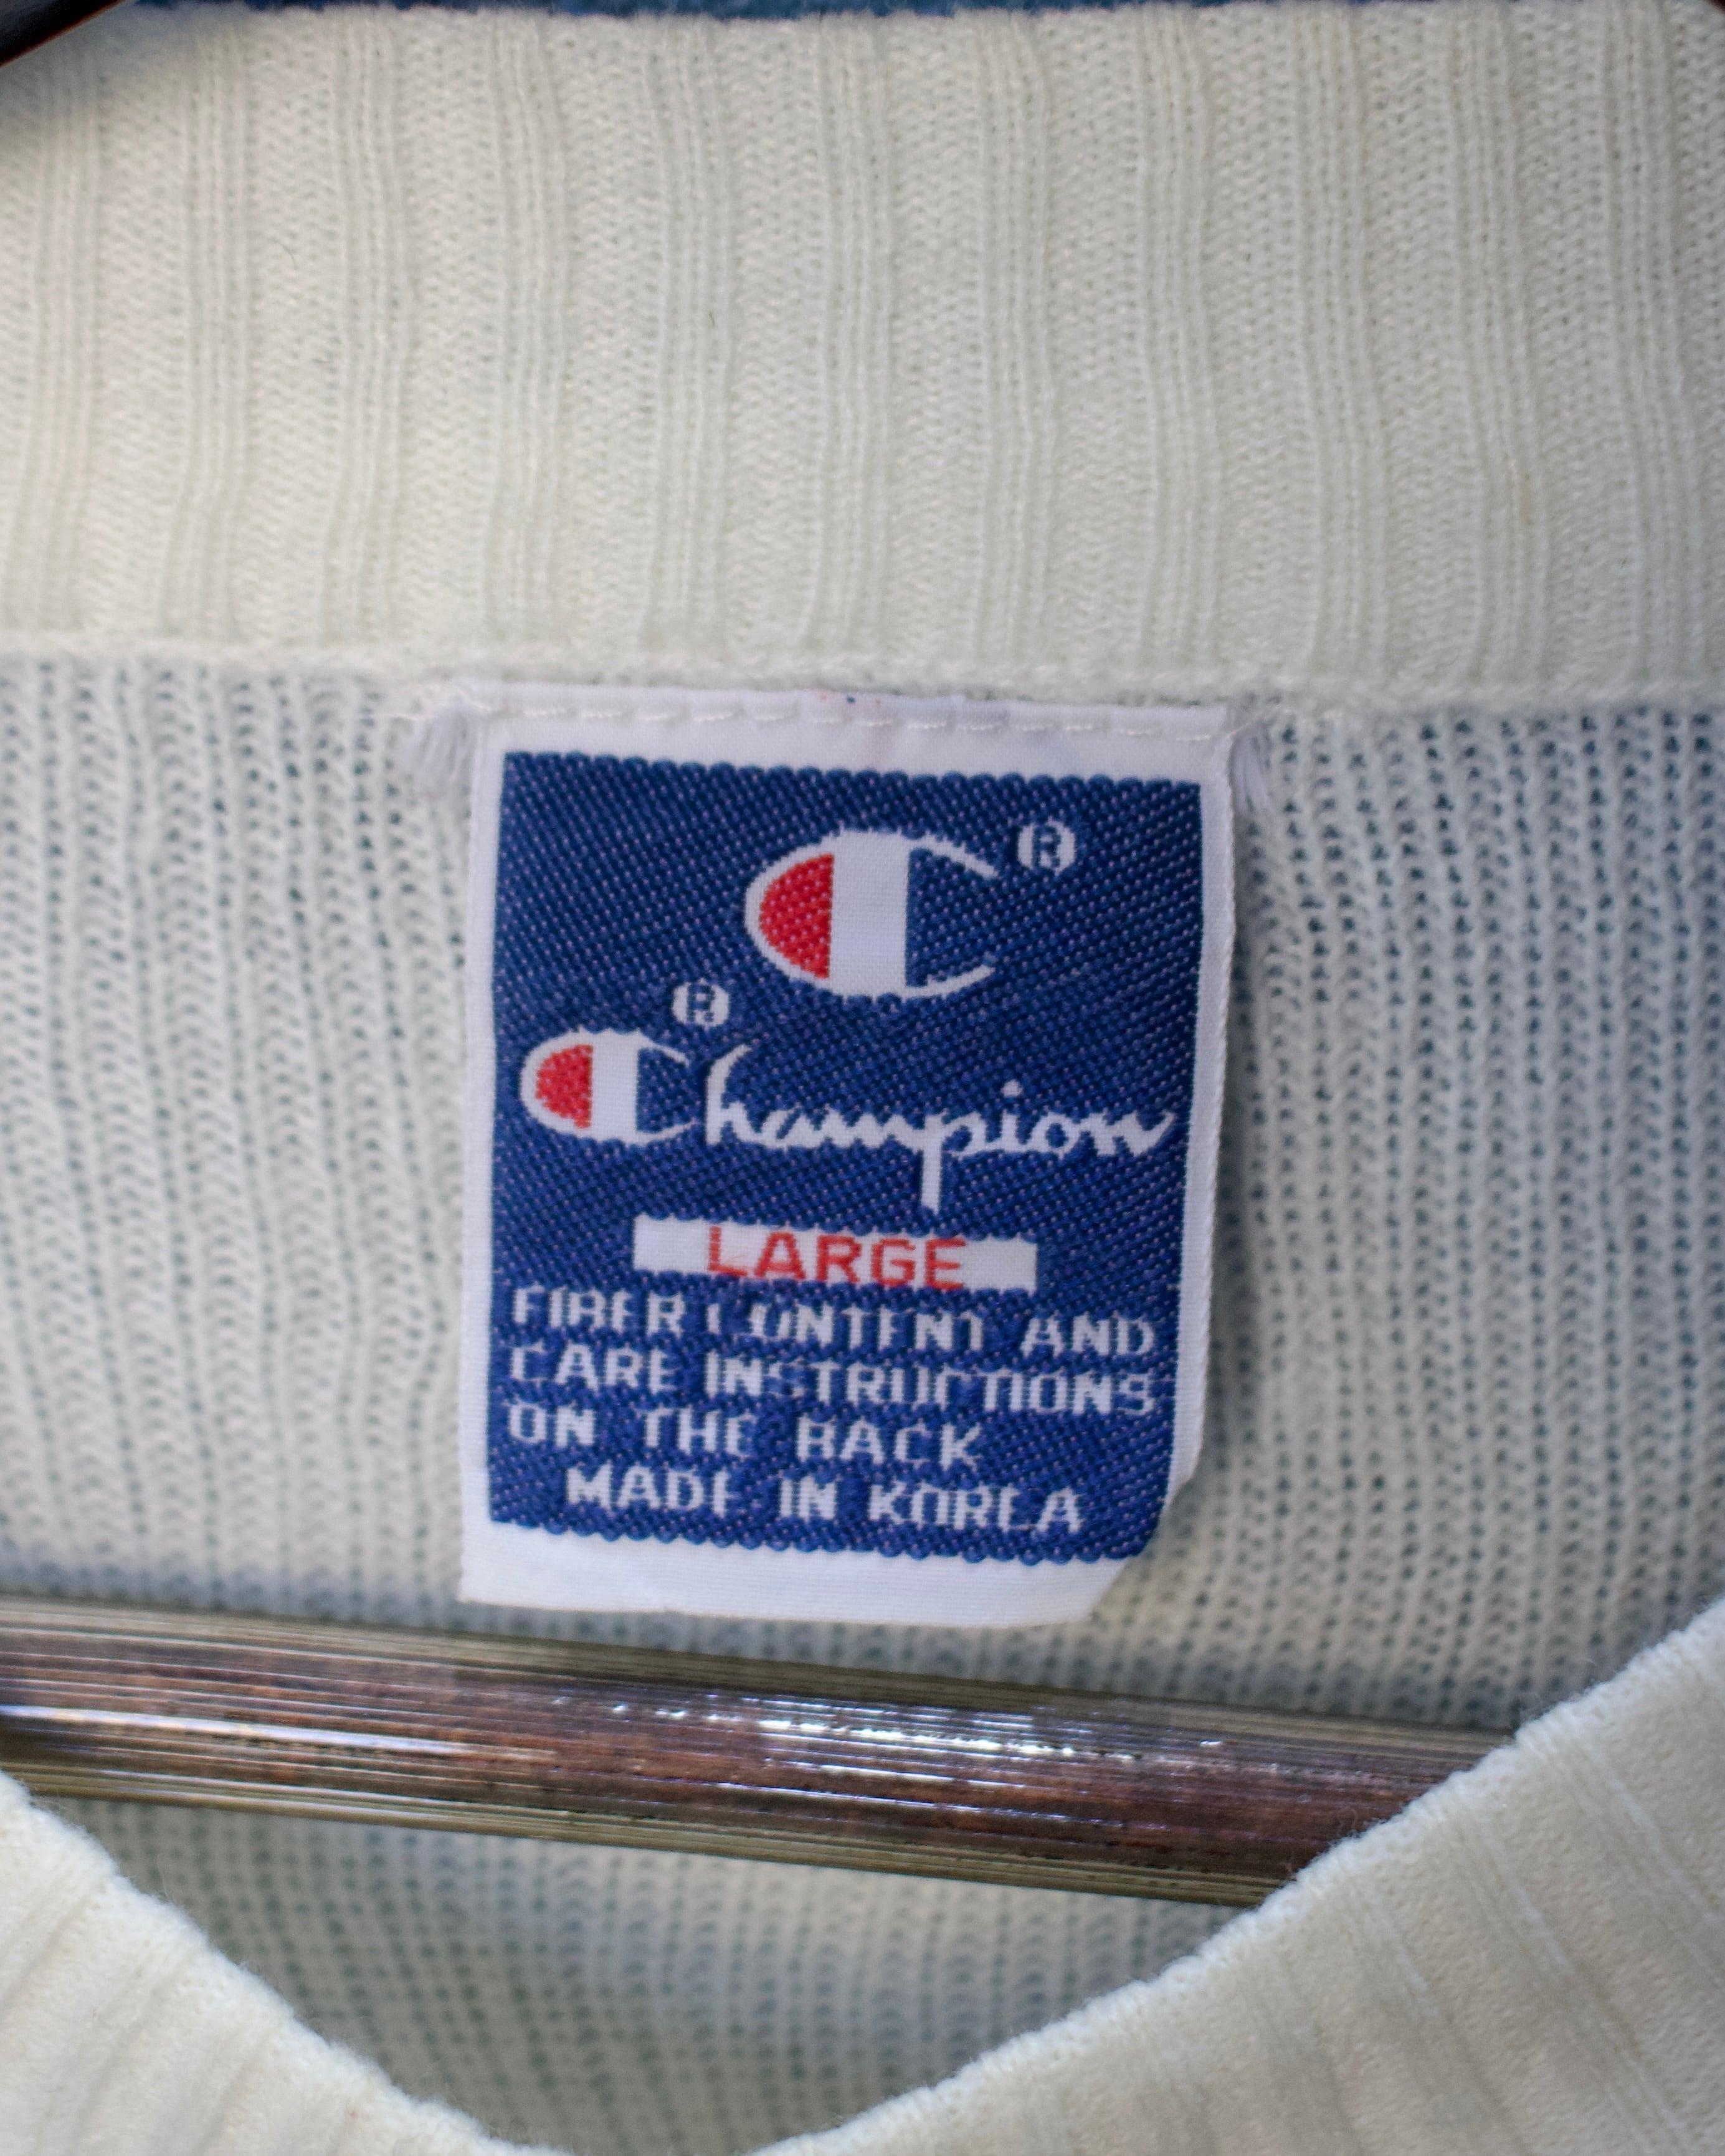 C®
®
Champion
LARGE
FIBER CONTENT AND
CARE INSTRUCTIONS
ON THE BACK
MADE IN KOREA